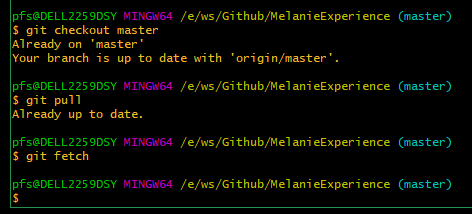 pfs@DELL2259DSY MINGW64 /e/ws/Github/MelanieExperience (master)
$ git checkout master
Already on 'master'
Your branch is up to date with 'origin/master'.
pfs@DELL2259DSY MINGW64 /e/ws/Github/MelanieExperience (master)
$ git pull
Already up to date.
pfs@DELL2259DSY MINGW64 /e/ws/Github/MelanieExperience (master)
$ git fetch
pfs@DELL2259DSY MINGW64 /e/ws/Github/MelanieExperience (master)
$